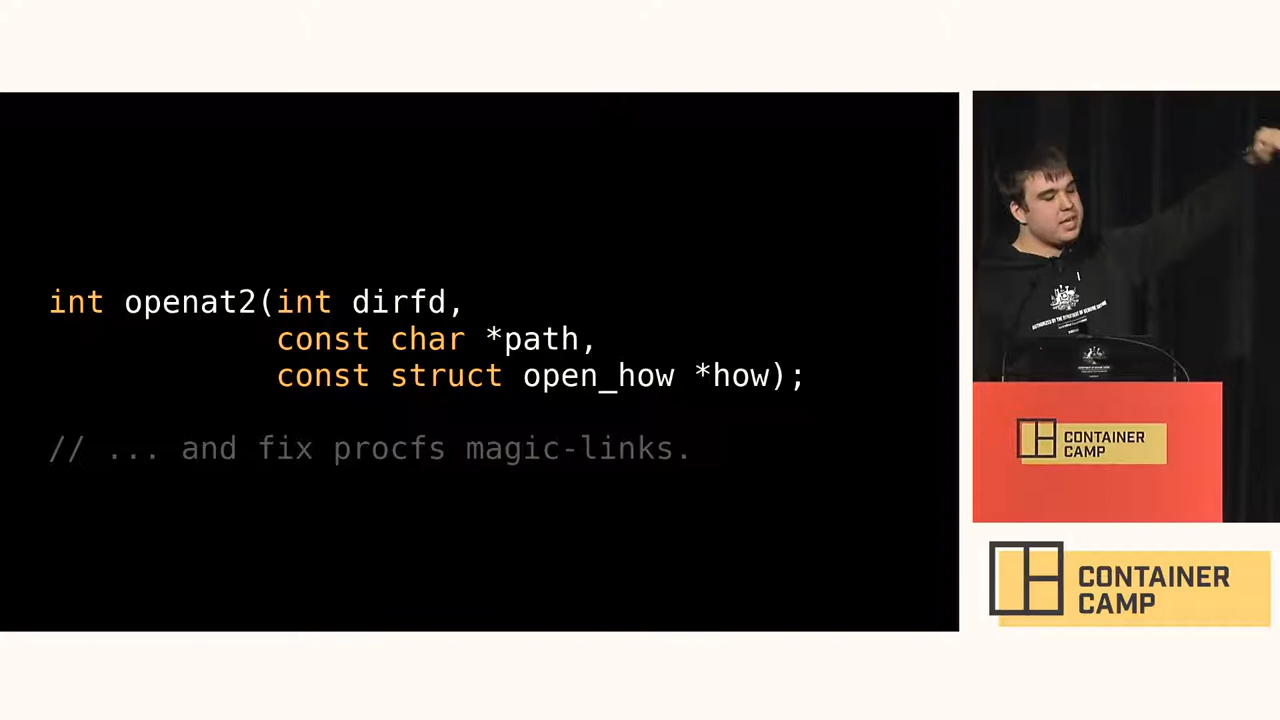 int openat2(int dirfd,
const char *path,
const struct open_how *how);
// ... and fix procfs magic-links.
CONTAINER
CAMP
CONTAINER
CAMP